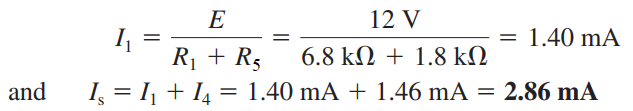 I₁ = E / (R₁ + R₅) = 12 V / (6.8 kΩ + 1.8 kΩ) = 1.40 mA
and Iₛ = I₁ + I₄ = 1.40 mA + 1.46 mA = 2.86 mA